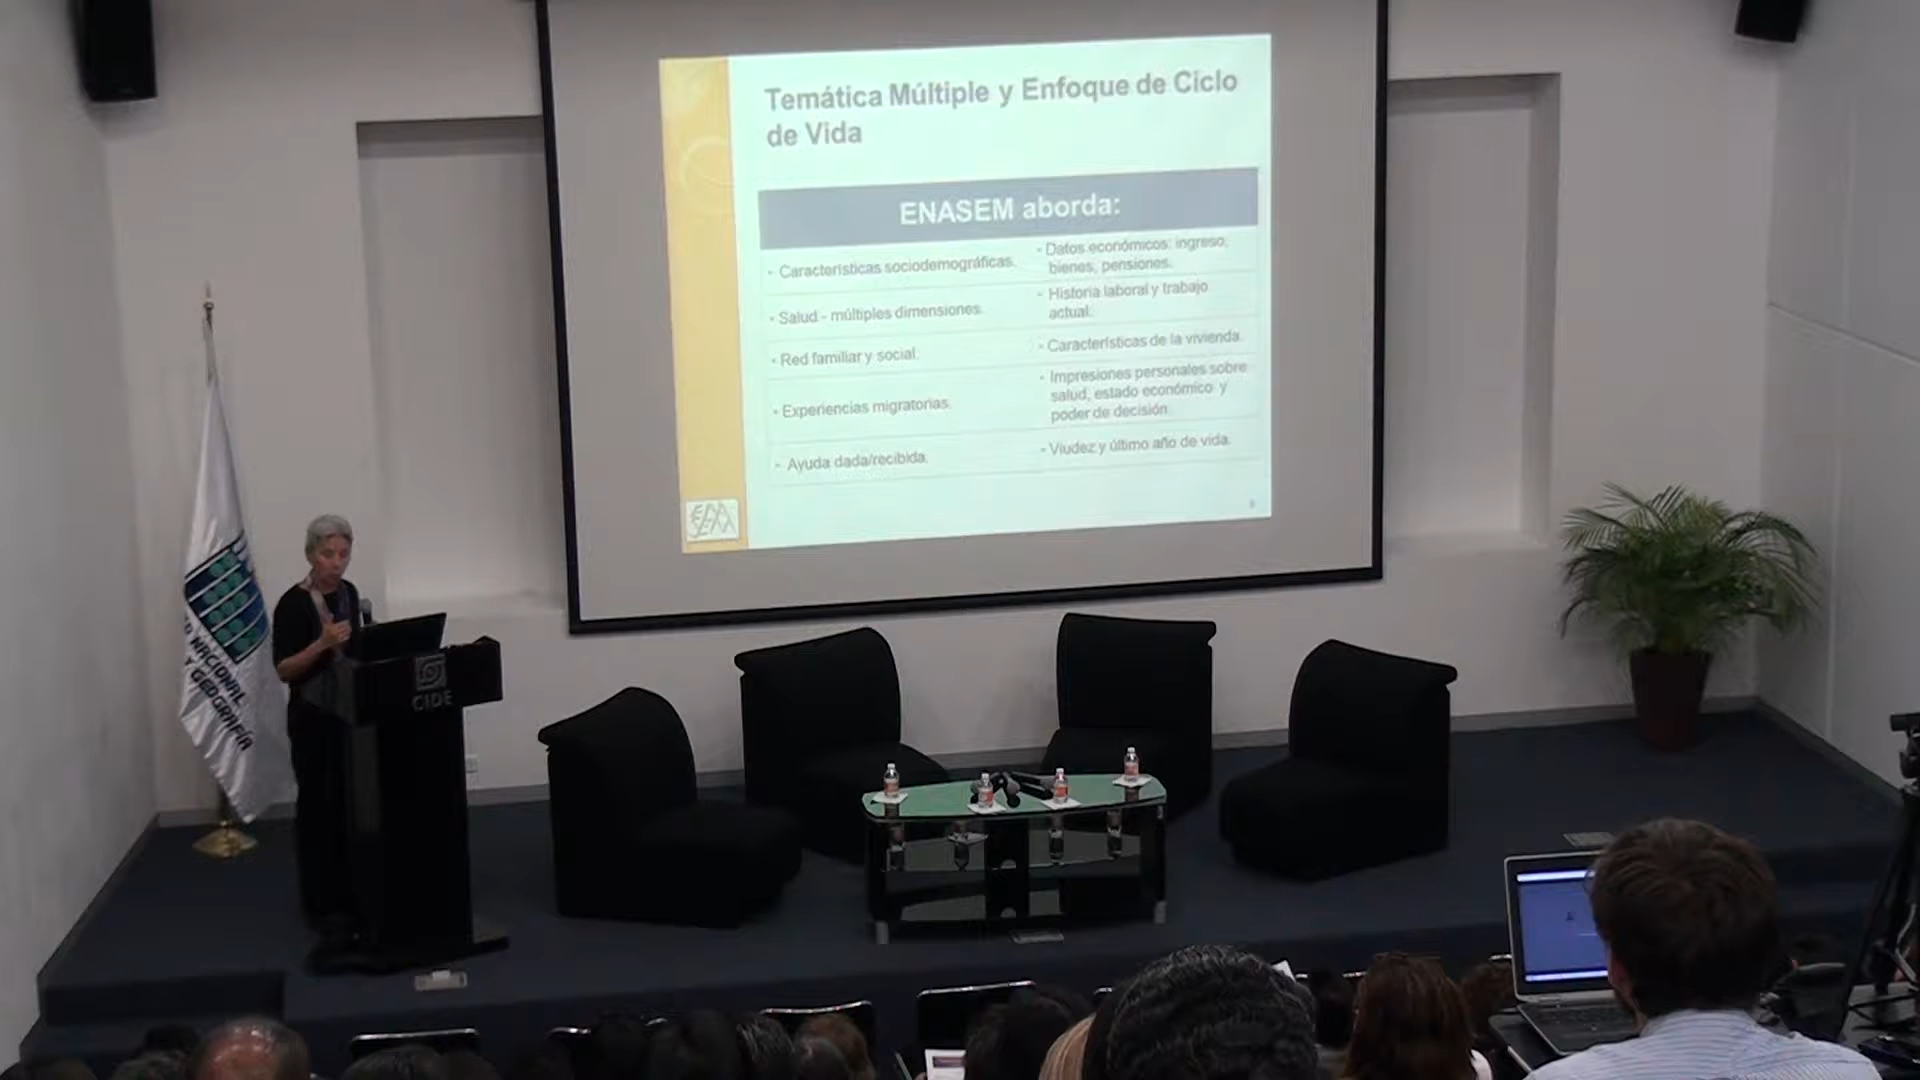 Temática Múltiple y Enfoque de Ciclo
de Vida
ENASEM aborda:
- Características sociodemográficas.
- Salud - múltiples dimensiones.
- Red familiar y social.
- Experiencias migratorias.
- Ayuda dada/recibida.
- Datos económicos: ingreso,
bienes, pensiones.
- Historia laboral y trabajo
actual.
- Características de la vivienda.
- Impresiones personales sobre
salud, estado económico y
poder de decisión.
- Viudez y último año de vida.
NACIONAL
Y GEOGRAFÍA
CIDE